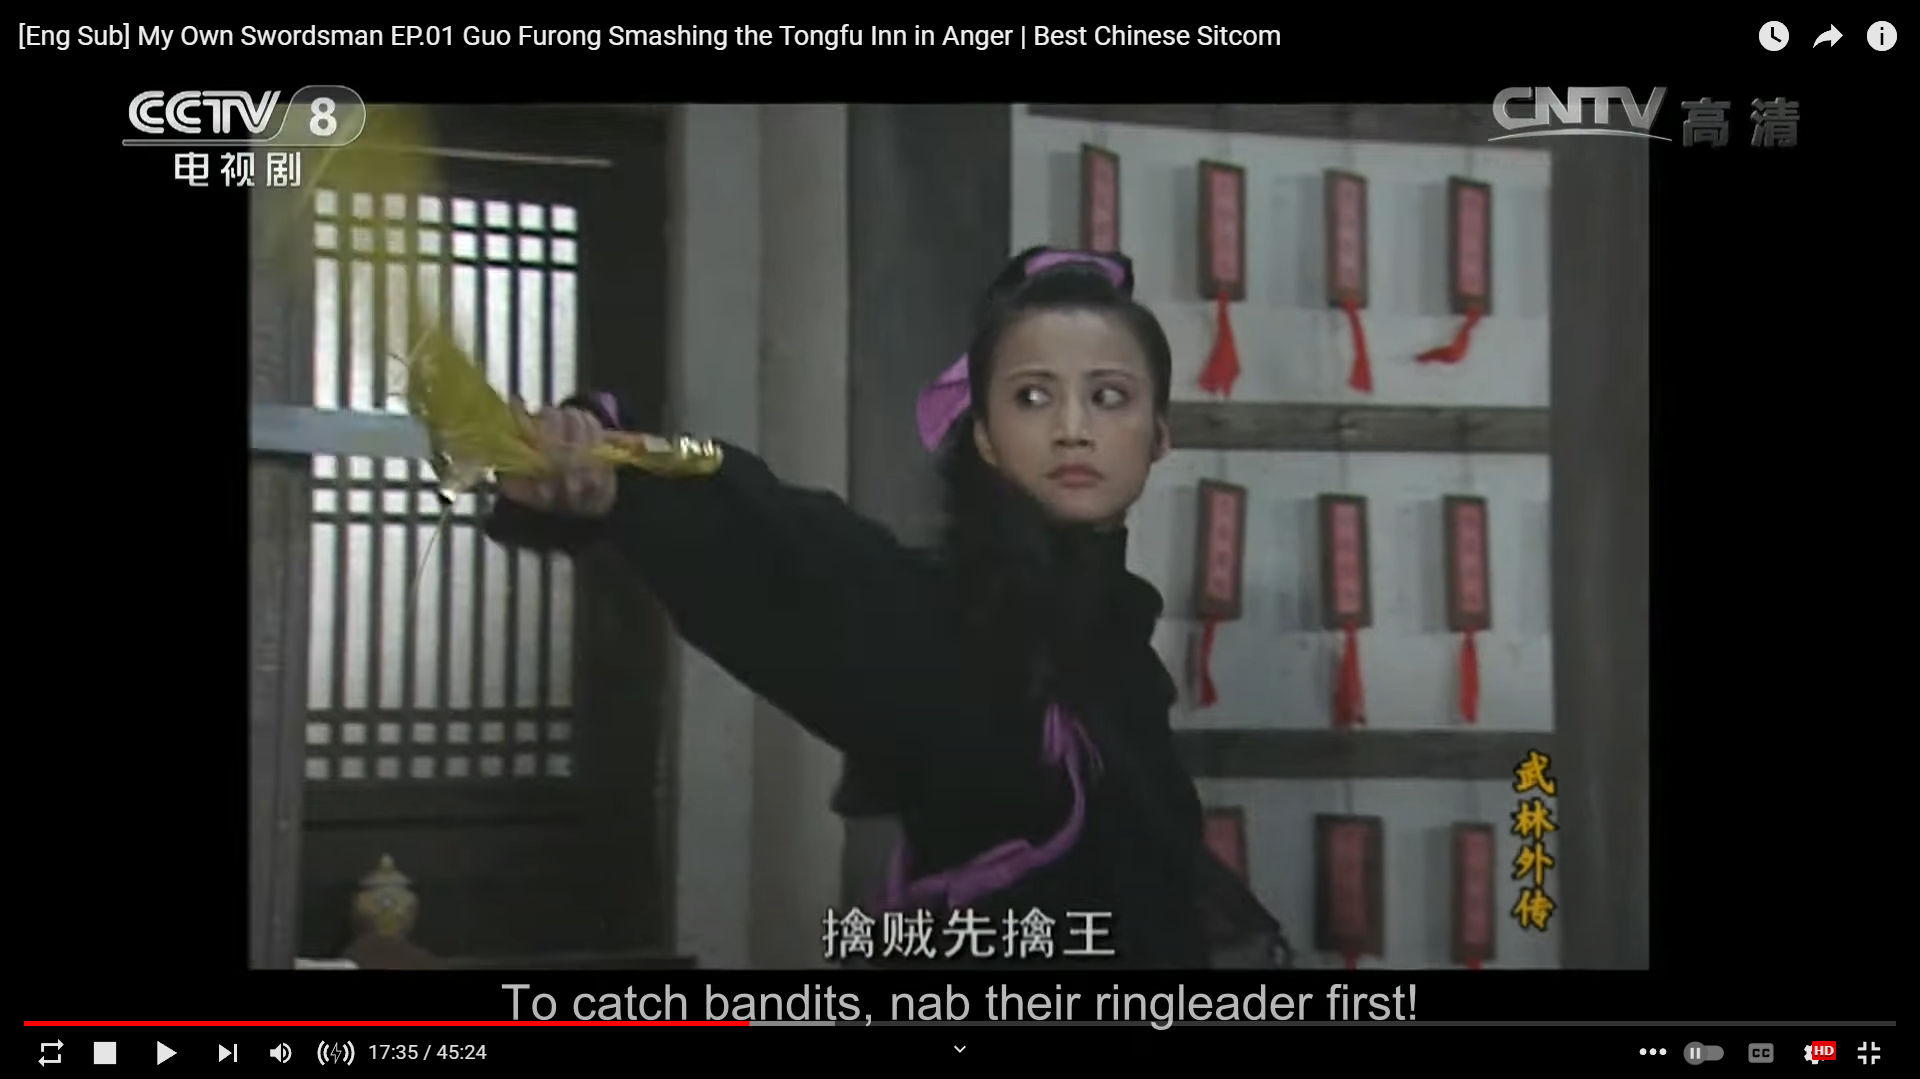 [Eng Sub] My Own Swordsman EP.01 Guo Furong Smashing the Tongfu Inn in Anger | Best Chinese Sitcom
CCTV 8
电视剧
CNTV 高清
武林外传
擒贼先擒王
To catch bandits, nab their ringleader first!
17:35 / 45:24
CC
HD